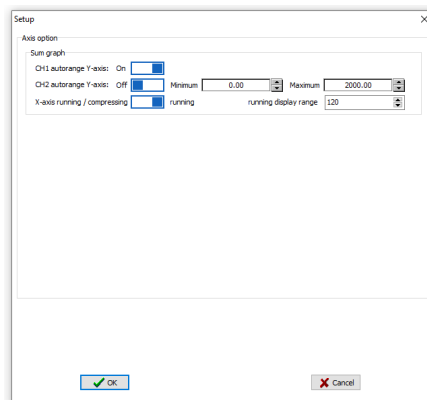 Setup
Axis option
Sum graph
CH1 autorange Y-axis: On
CH2 autorange Y-axis: Off Minimum 0.00 Maximum 2000.00
X-axis running / compressing running running display range 120
OK Cancel